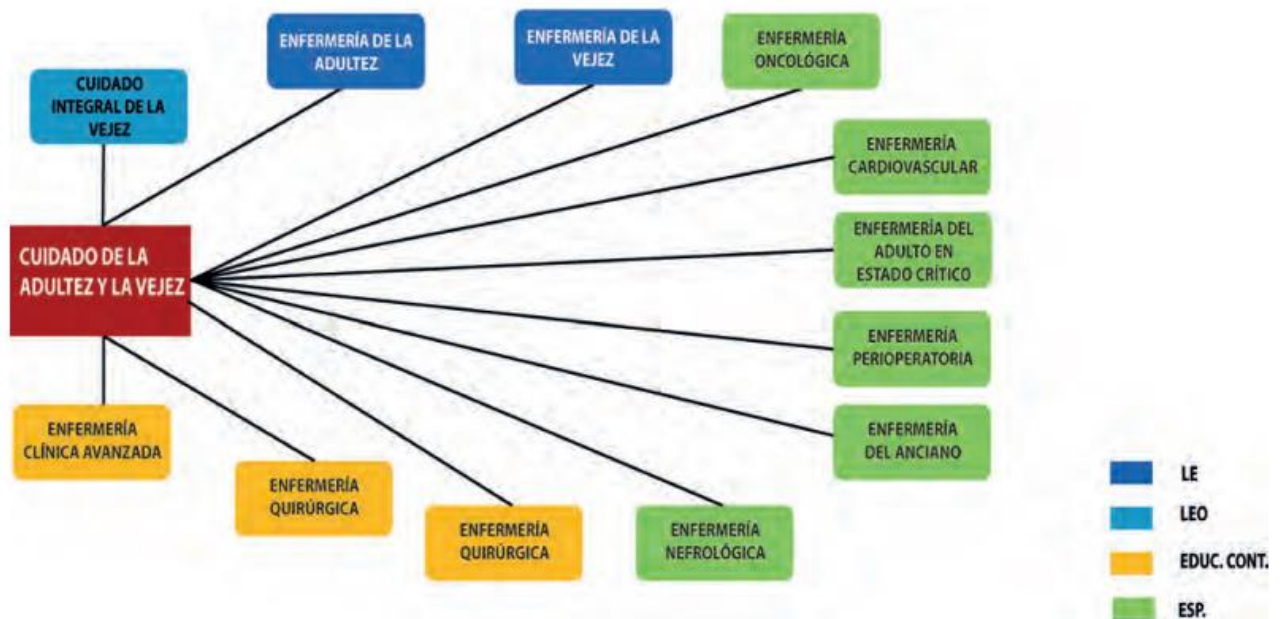 ENFERMERÍA DE LA
ADULTEZ
ENFERMERÍA DE LA
VEJEZ
ENFERMERÍA
ONCOLÓGICA
CUIDADO
INTEGRAL DE LA
VEJEZ
ENFERMERÍA
CARDIOVASCULAR
CUIDADO DE LA
ADULTEZ Y LA VEJEZ
ENFERMERÍA DEL
ADULTO EN
ESTADO CRÍTICO
ENFERMERÍA
PERIOPERATORIA
ENFERMERÍA
DEL ANCIANO
ENFERMERÍA
CLÍNICA AVANZADA
ENFERMERÍA
QUIRÚRGICA
ENFERMERÍA
QUIRÚRGICA
ENFERMERÍA
NEFROLÓGICA
LE
LEO
EDUC. CONT.
ESP.